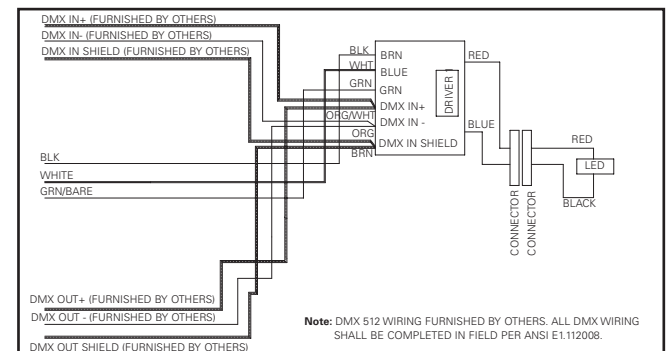 DMX IN+ (FURNISHED BY OTHERS)
DMX IN- (FURNISHED BY OTHERS)
DMX IN SHIELD (FURNISHED BY OTHERS)
BLK
BRN
RED
WHT
BLUE
GRN
GRN
DRIVER 1
DMX IN+
ORG/WHT
DMX IN -
BLUE
ORG
DMX IN SHIELD
BRN
RED
LED
BLACK
CONNECTOR
CONNECTOR
BLK
WHITE
GRN/BARE
DMX OUT+ (FURNISHED BY OTHERS)
DMX OUT - (FURNISHED BY OTHERS)
DMX OUT SHIELD (FURNISHED BY OTHERS)
Note: DMX 512 WIRING FURNISHED BY OTHERS. ALL DMX WIRING
SHALL BE COMPLETED IN FIELD PER ANSI E1.112008.